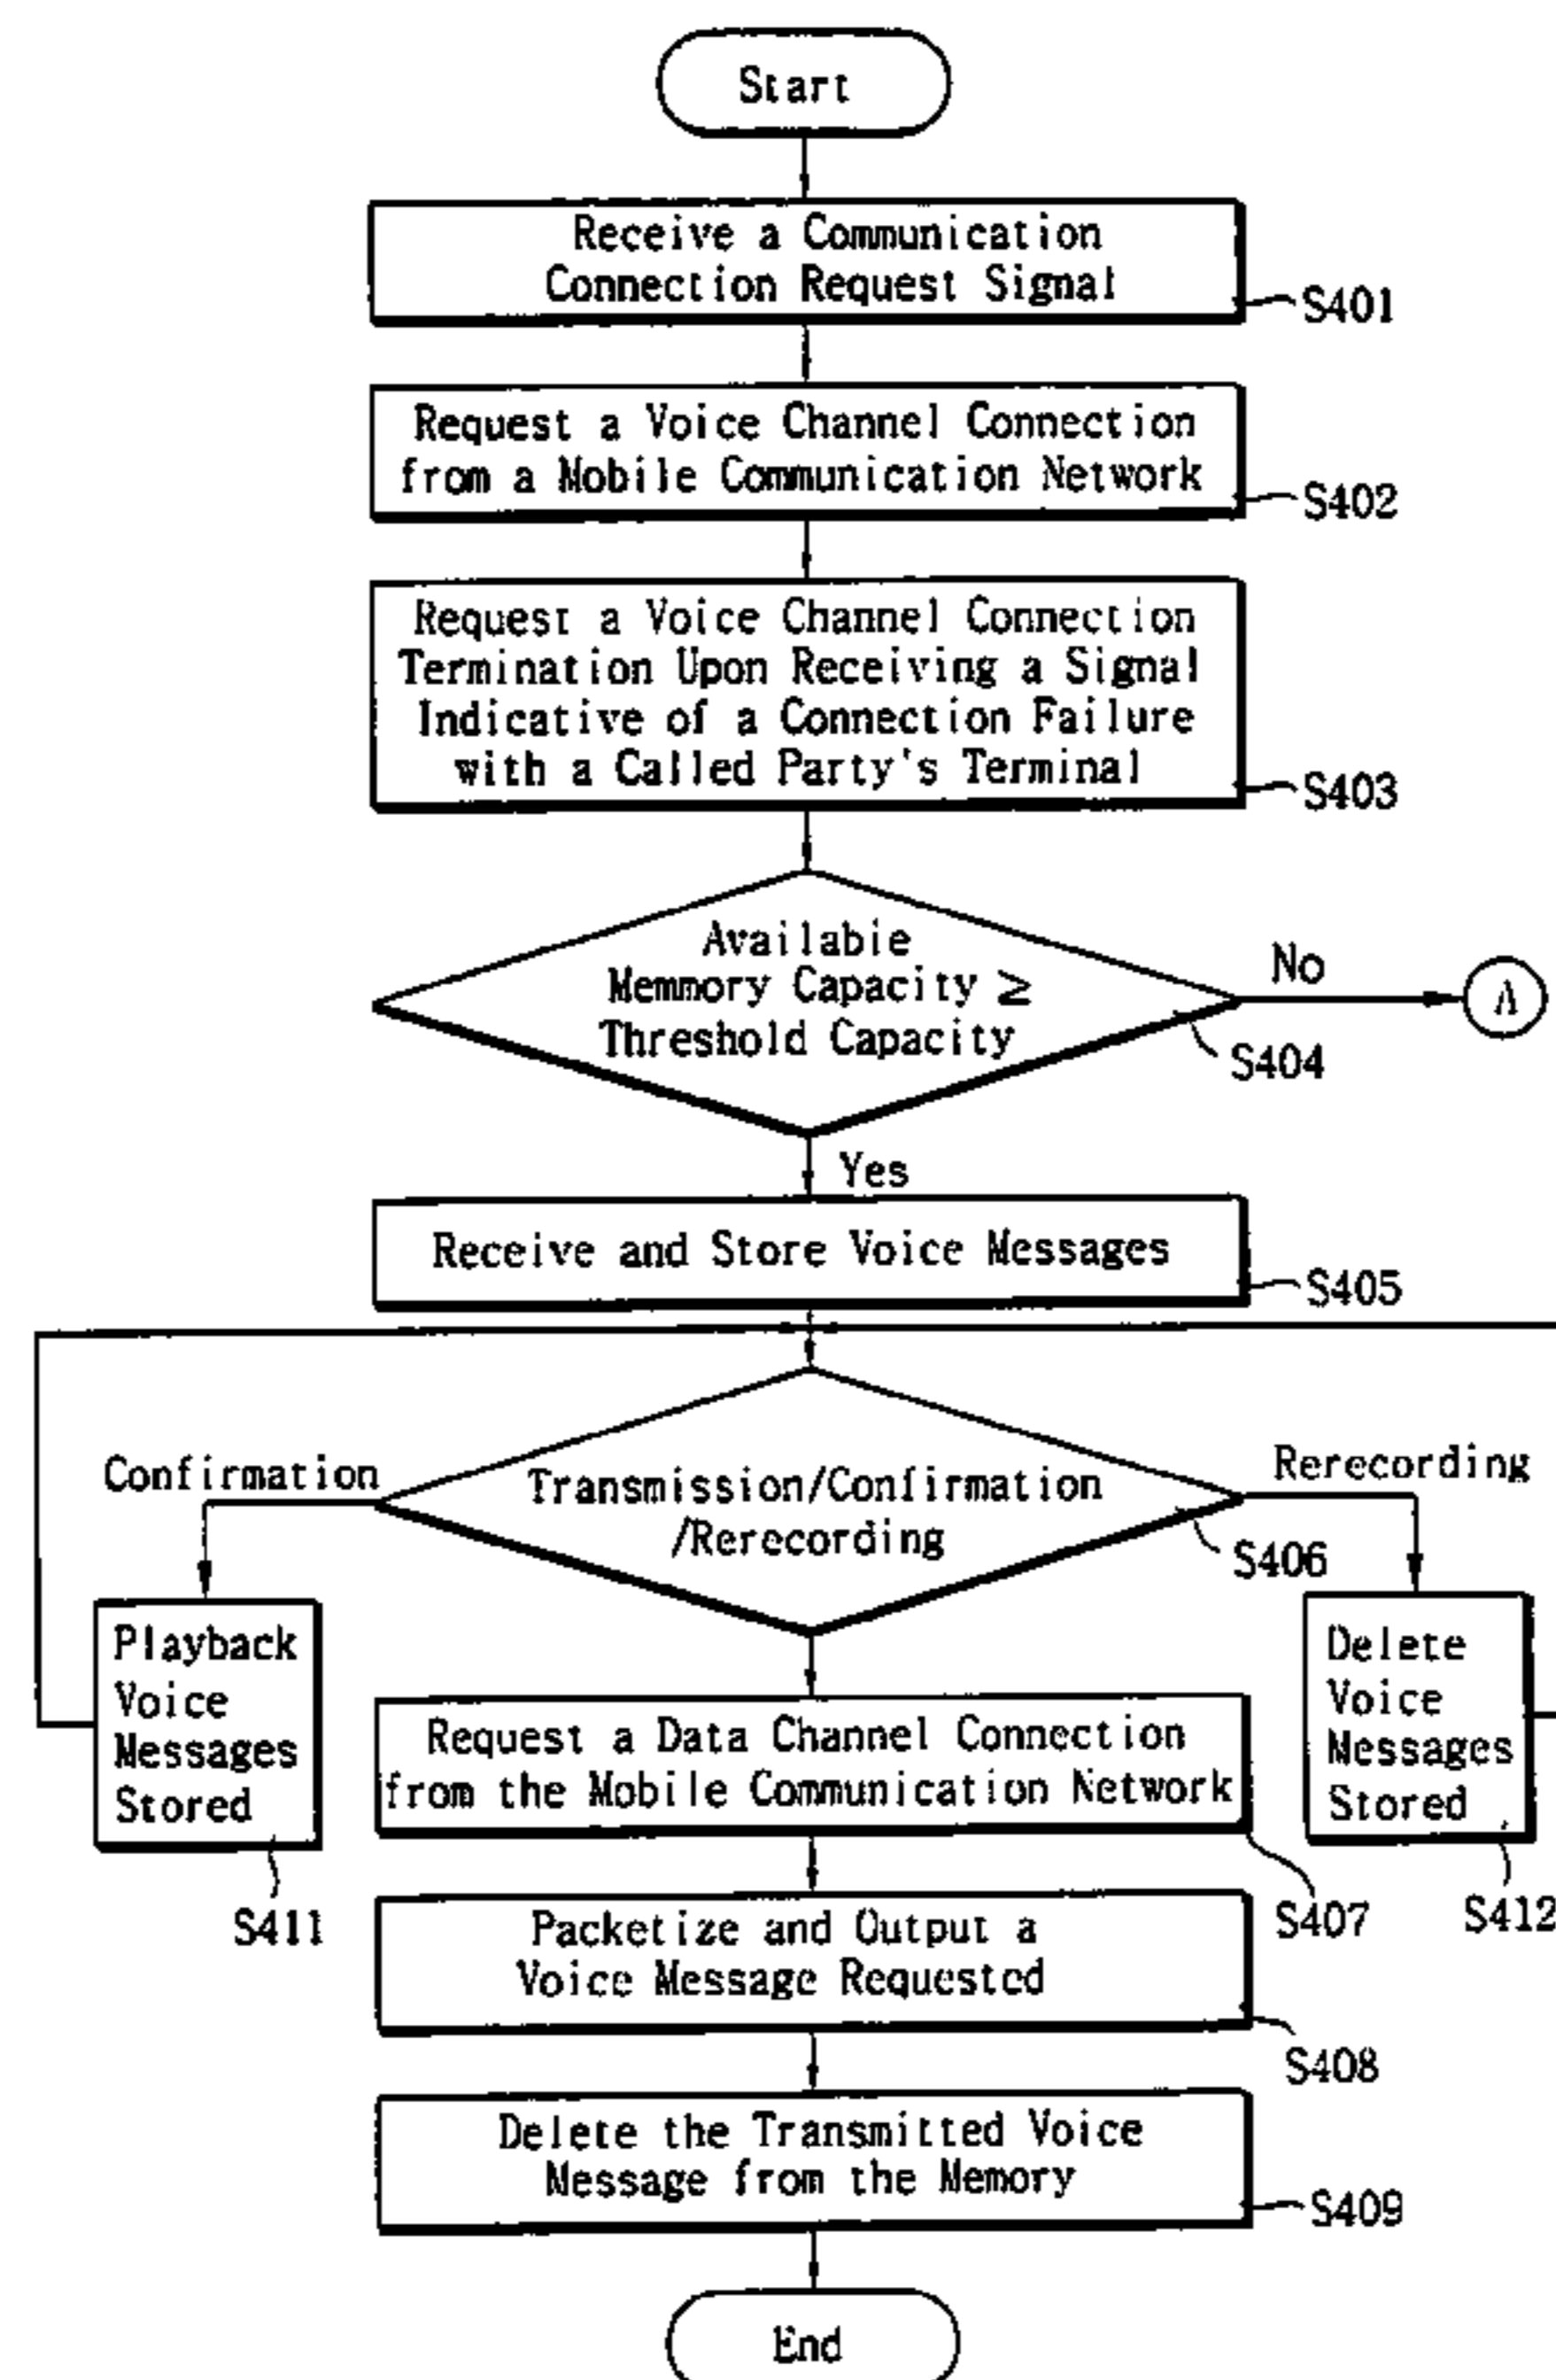 Start
Receive a Communication
Connection Request Signal
S401
Request a Voice Channel Connection
from a Mobile Communication Network
S402
Request a Voice Channel Connection
Termination Upon Receiving a Signal
Indicative of a Connection Failure
with a Called Party's Terminal
S403
Available
Memmory Capacity ≥
Threshold Capacity
No
A
S404
Yes
Receive and Store Voice Messages
S405
Confirmation
Transmission/Confirmation
/Rerecording
Rerecording
S406
Playback
Voice
Messages
Stored
S411
Request a Data Channel Connection
from the Mobile Communication Network
S407
Delete
Voice
Messages
Stored
S412
Packetize and Output a
Voice Message Requested
S408
Delete the Transmitted Voice
Message from the Memory
S409
End